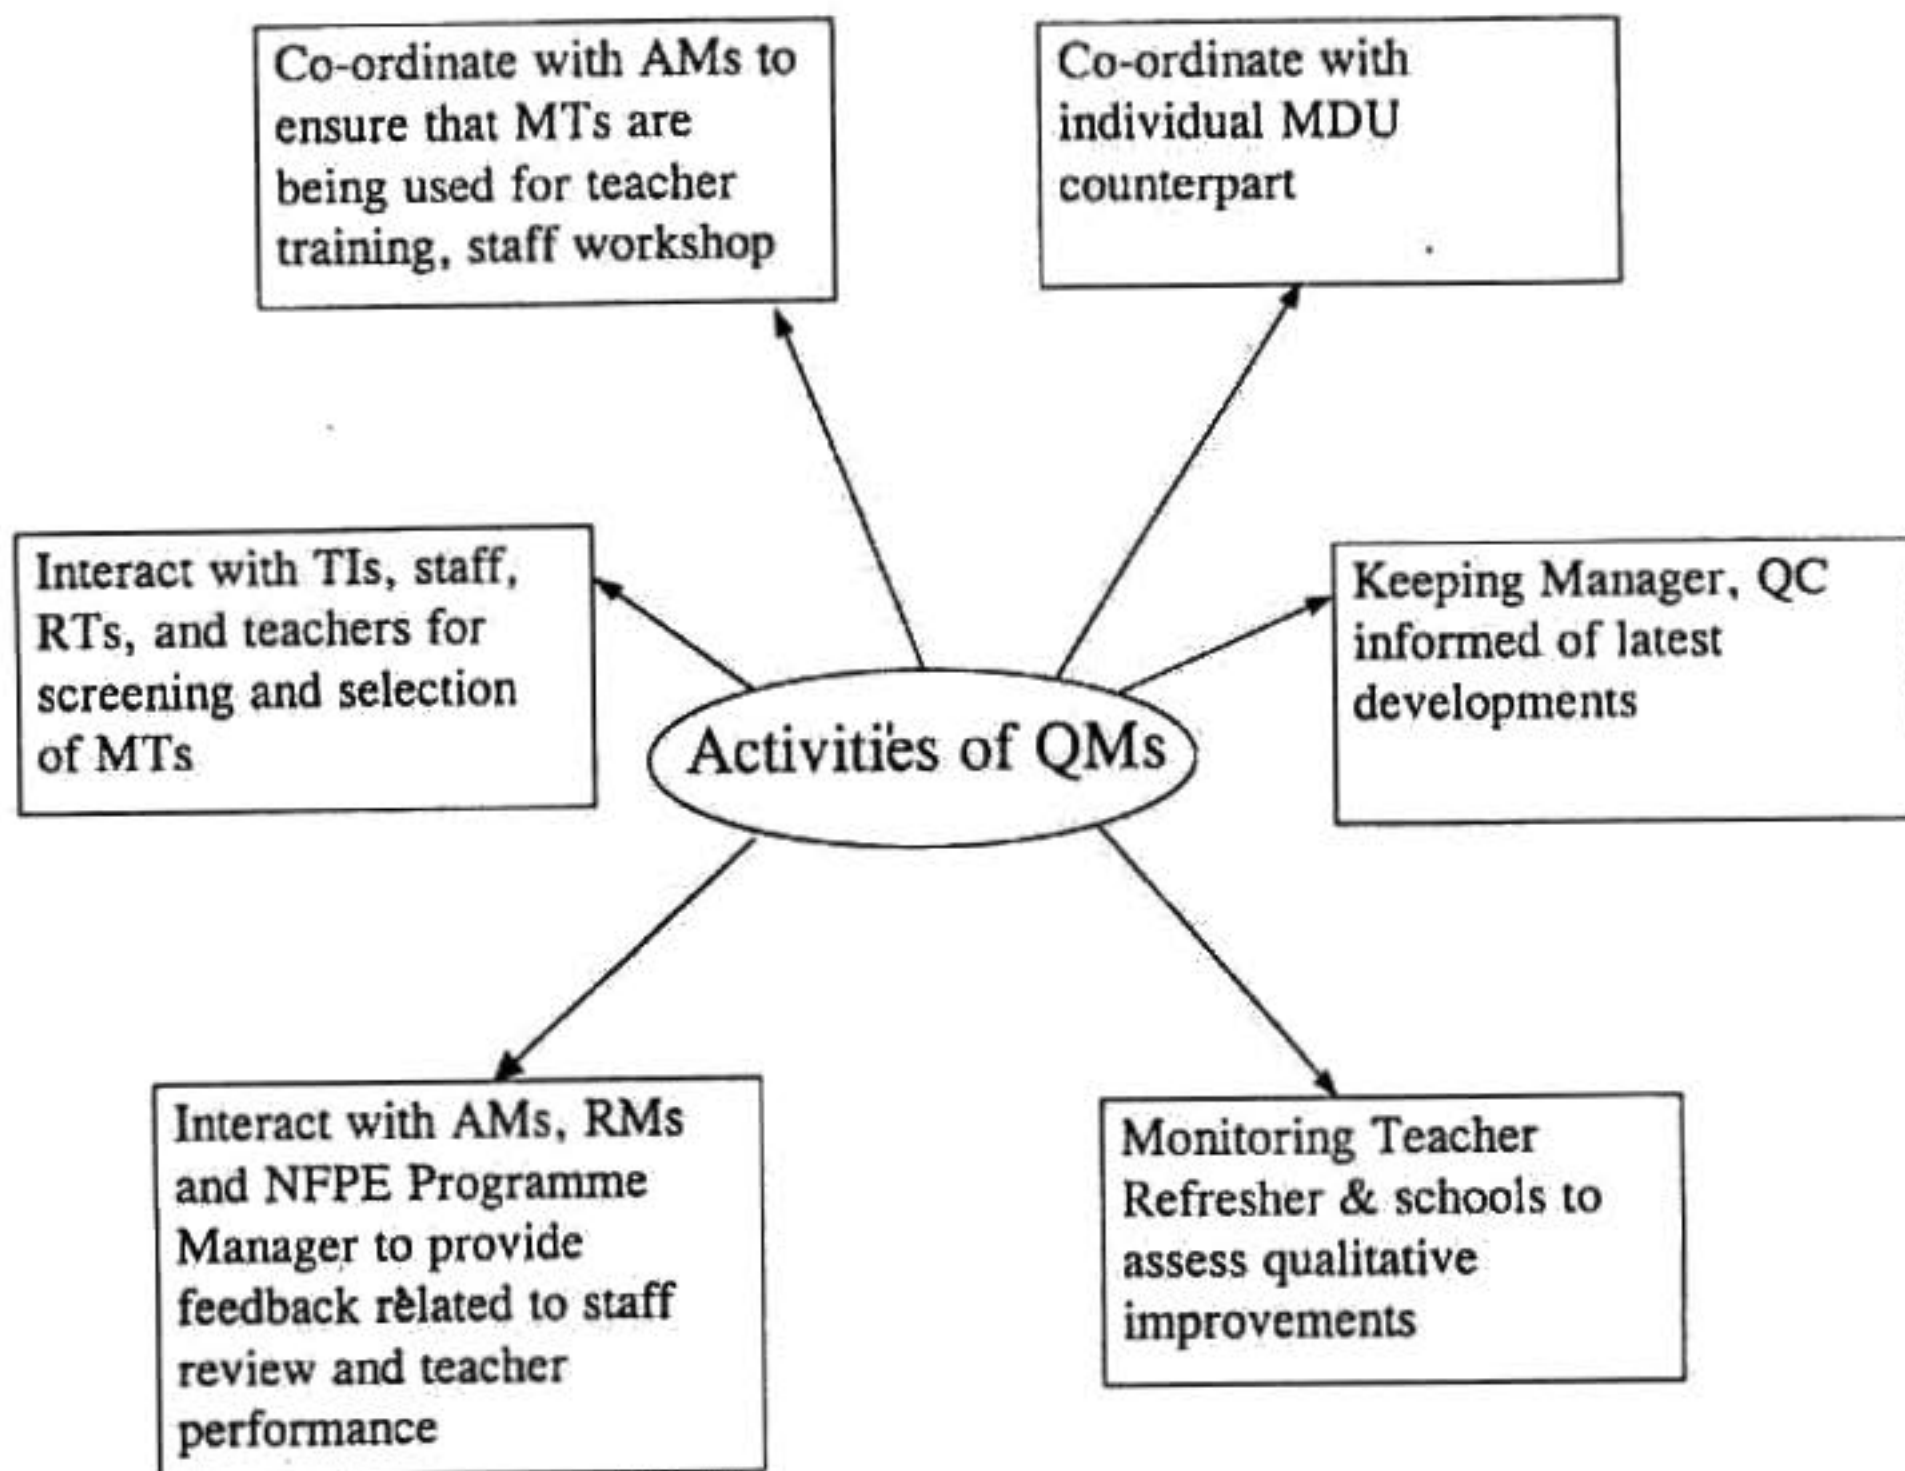 Co-ordinate with AMs to
ensure that MTs are
being used for teacher
training, staff workshop
Co-ordinate with
individual MDU
counterpart
Interact with TIs, staff,
RTs, and teachers for
screening and selection
of MTs
Keeping Manager, QC
informed of latest
developments
Activities of QMs
Interact with AMs, RMs
and NFPE Programme
Manager to provide
feedback related to staff
review and teacher
performance
Monitoring Teacher
Refresher & schools to
assess qualitative
improvements